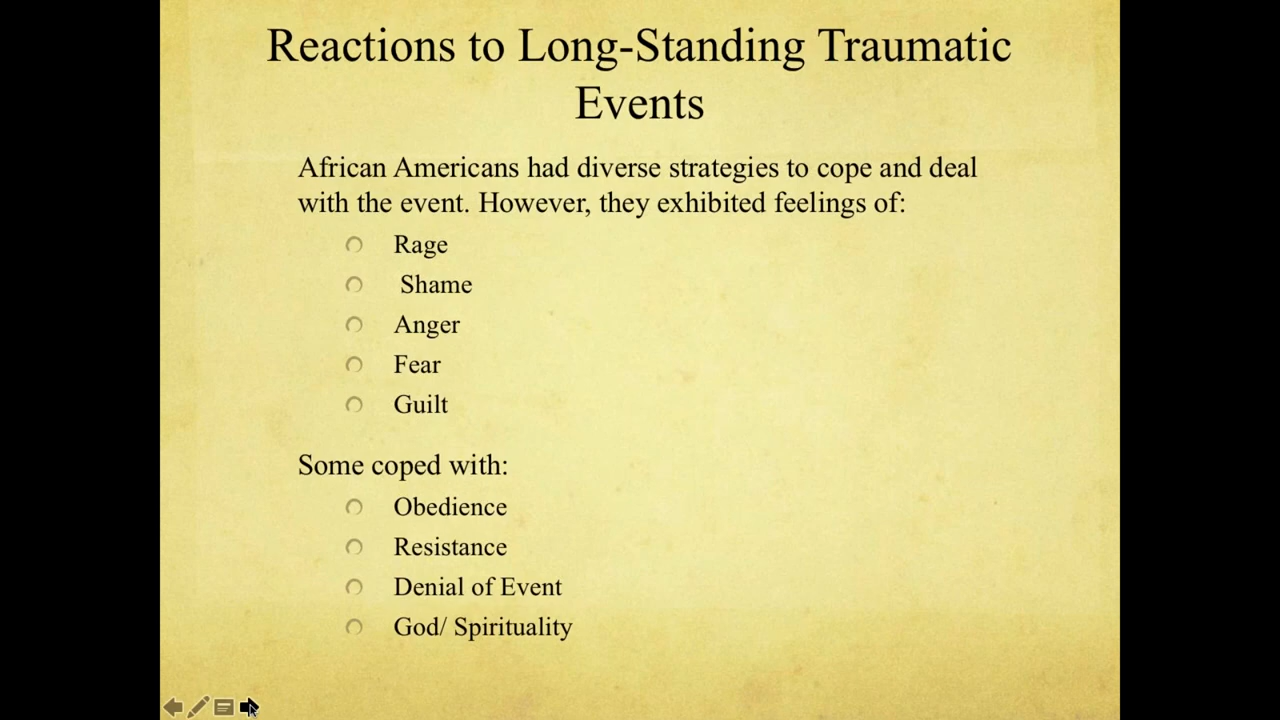 Reactions to Long-Standing Traumatic
Events
African Americans had diverse strategies to cope and deal
with the event. However, they exhibited feelings of:
Rage
Shame
Anger
Fear
Guilt
Some coped with:
Obedience
Resistance
Denial of Event
God/ Spirituality